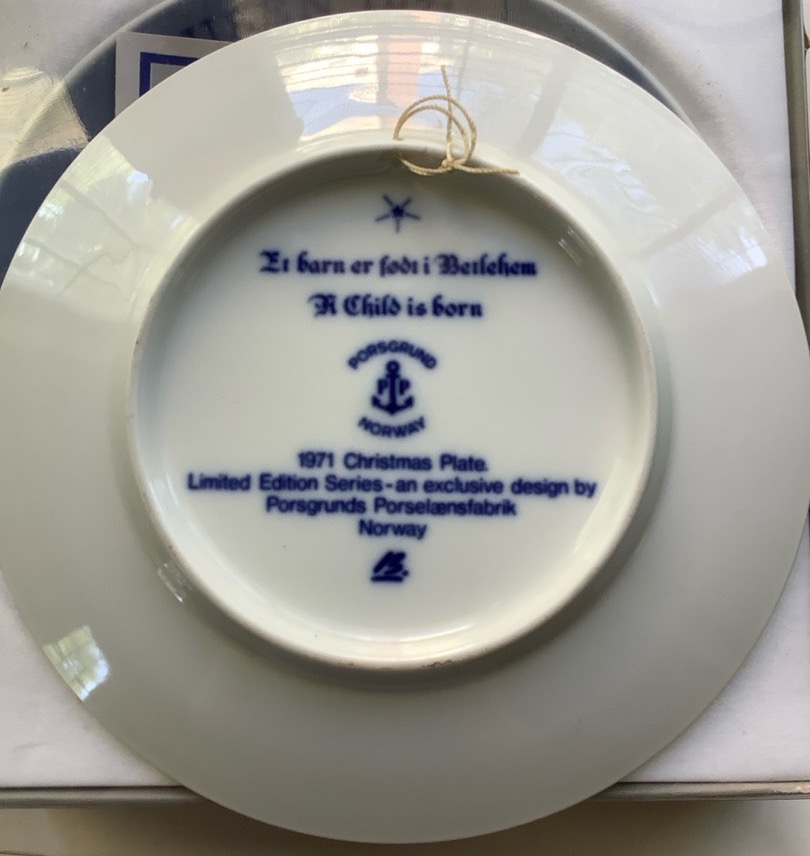 Et barn er født i Betlehem
A Child is born
PORSGRUND
P P
NORWAY
1971 Christmas Plate.
Limited Edition Series - an exclusive design by
Porsgrunds Porselænsfabrik
Norway